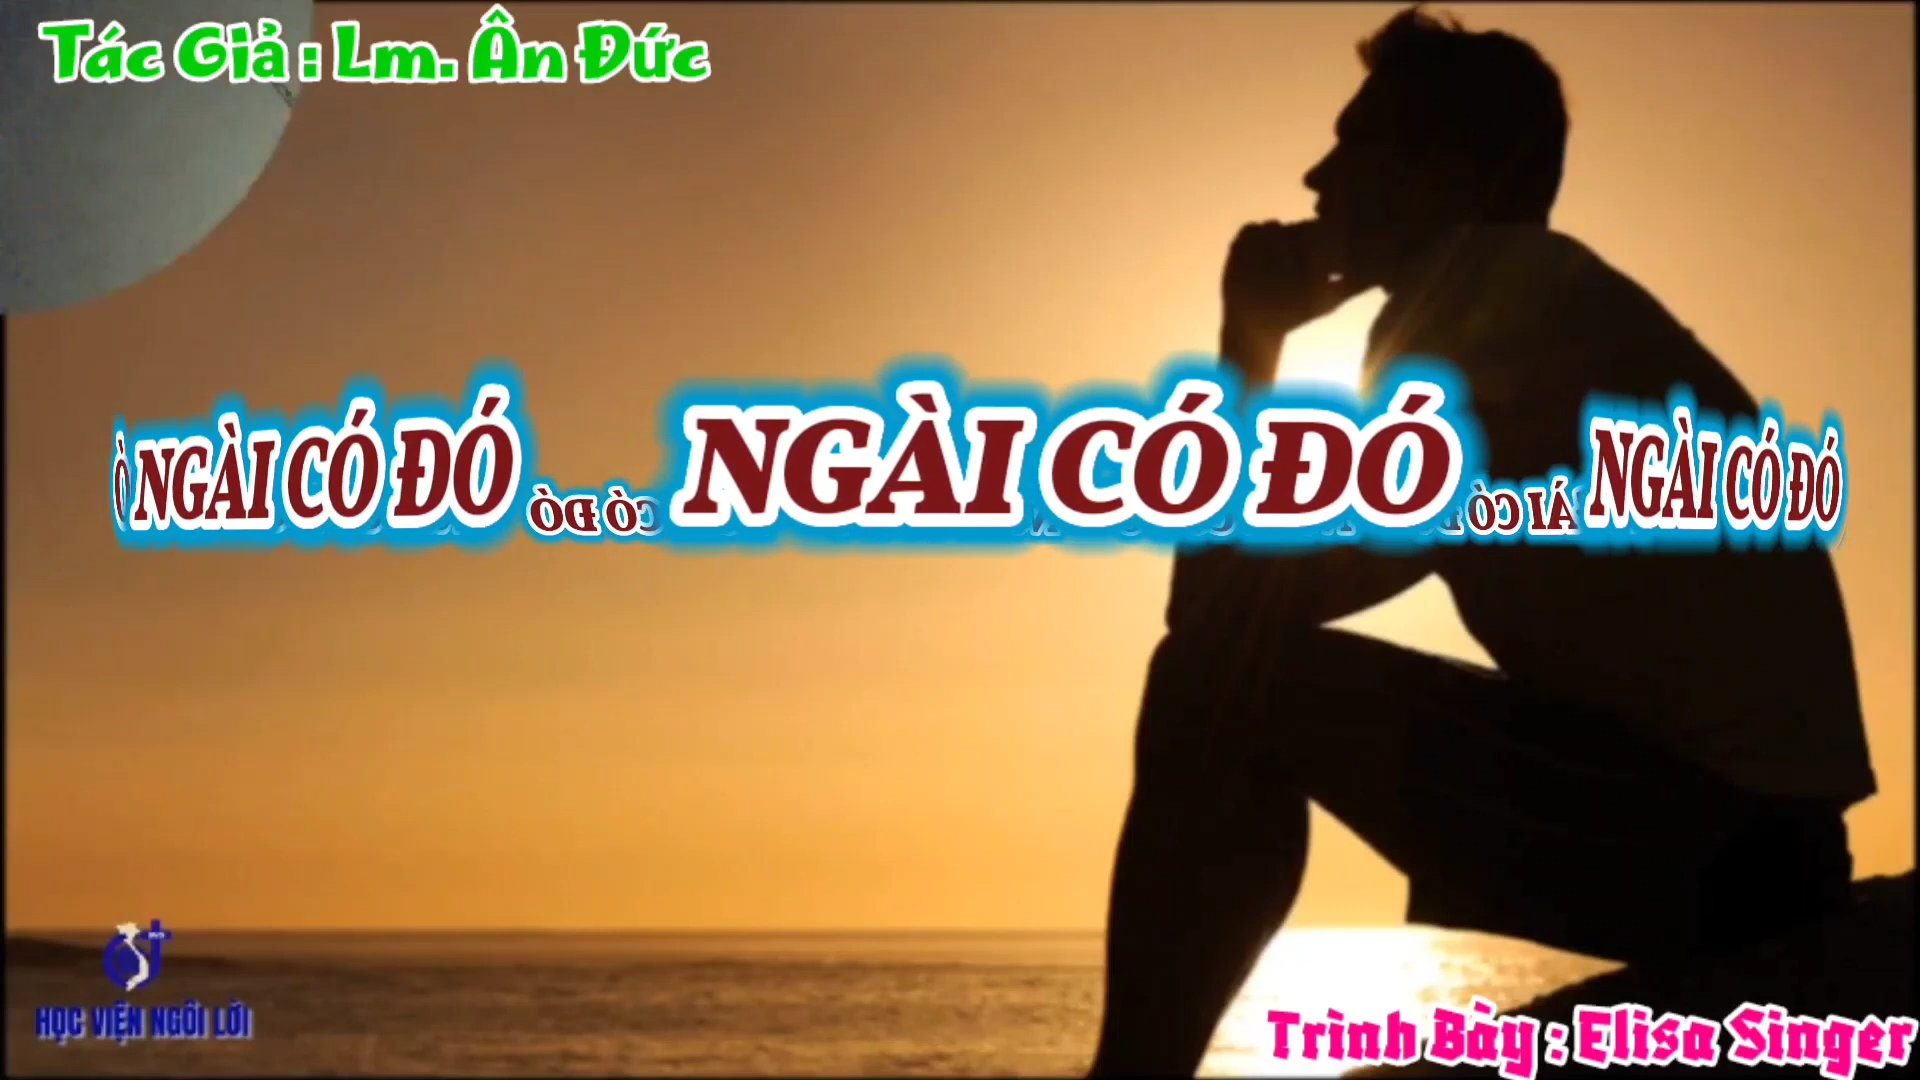 Tác Giả : Lm. Ân Đức
NGÀI CÓ ĐÓ NGÀI CÓ ĐÓ NGÀI CÓ ĐÓ
HỌC VIỆN NGÔI LỜI
Trình Bày : Elisa Singer